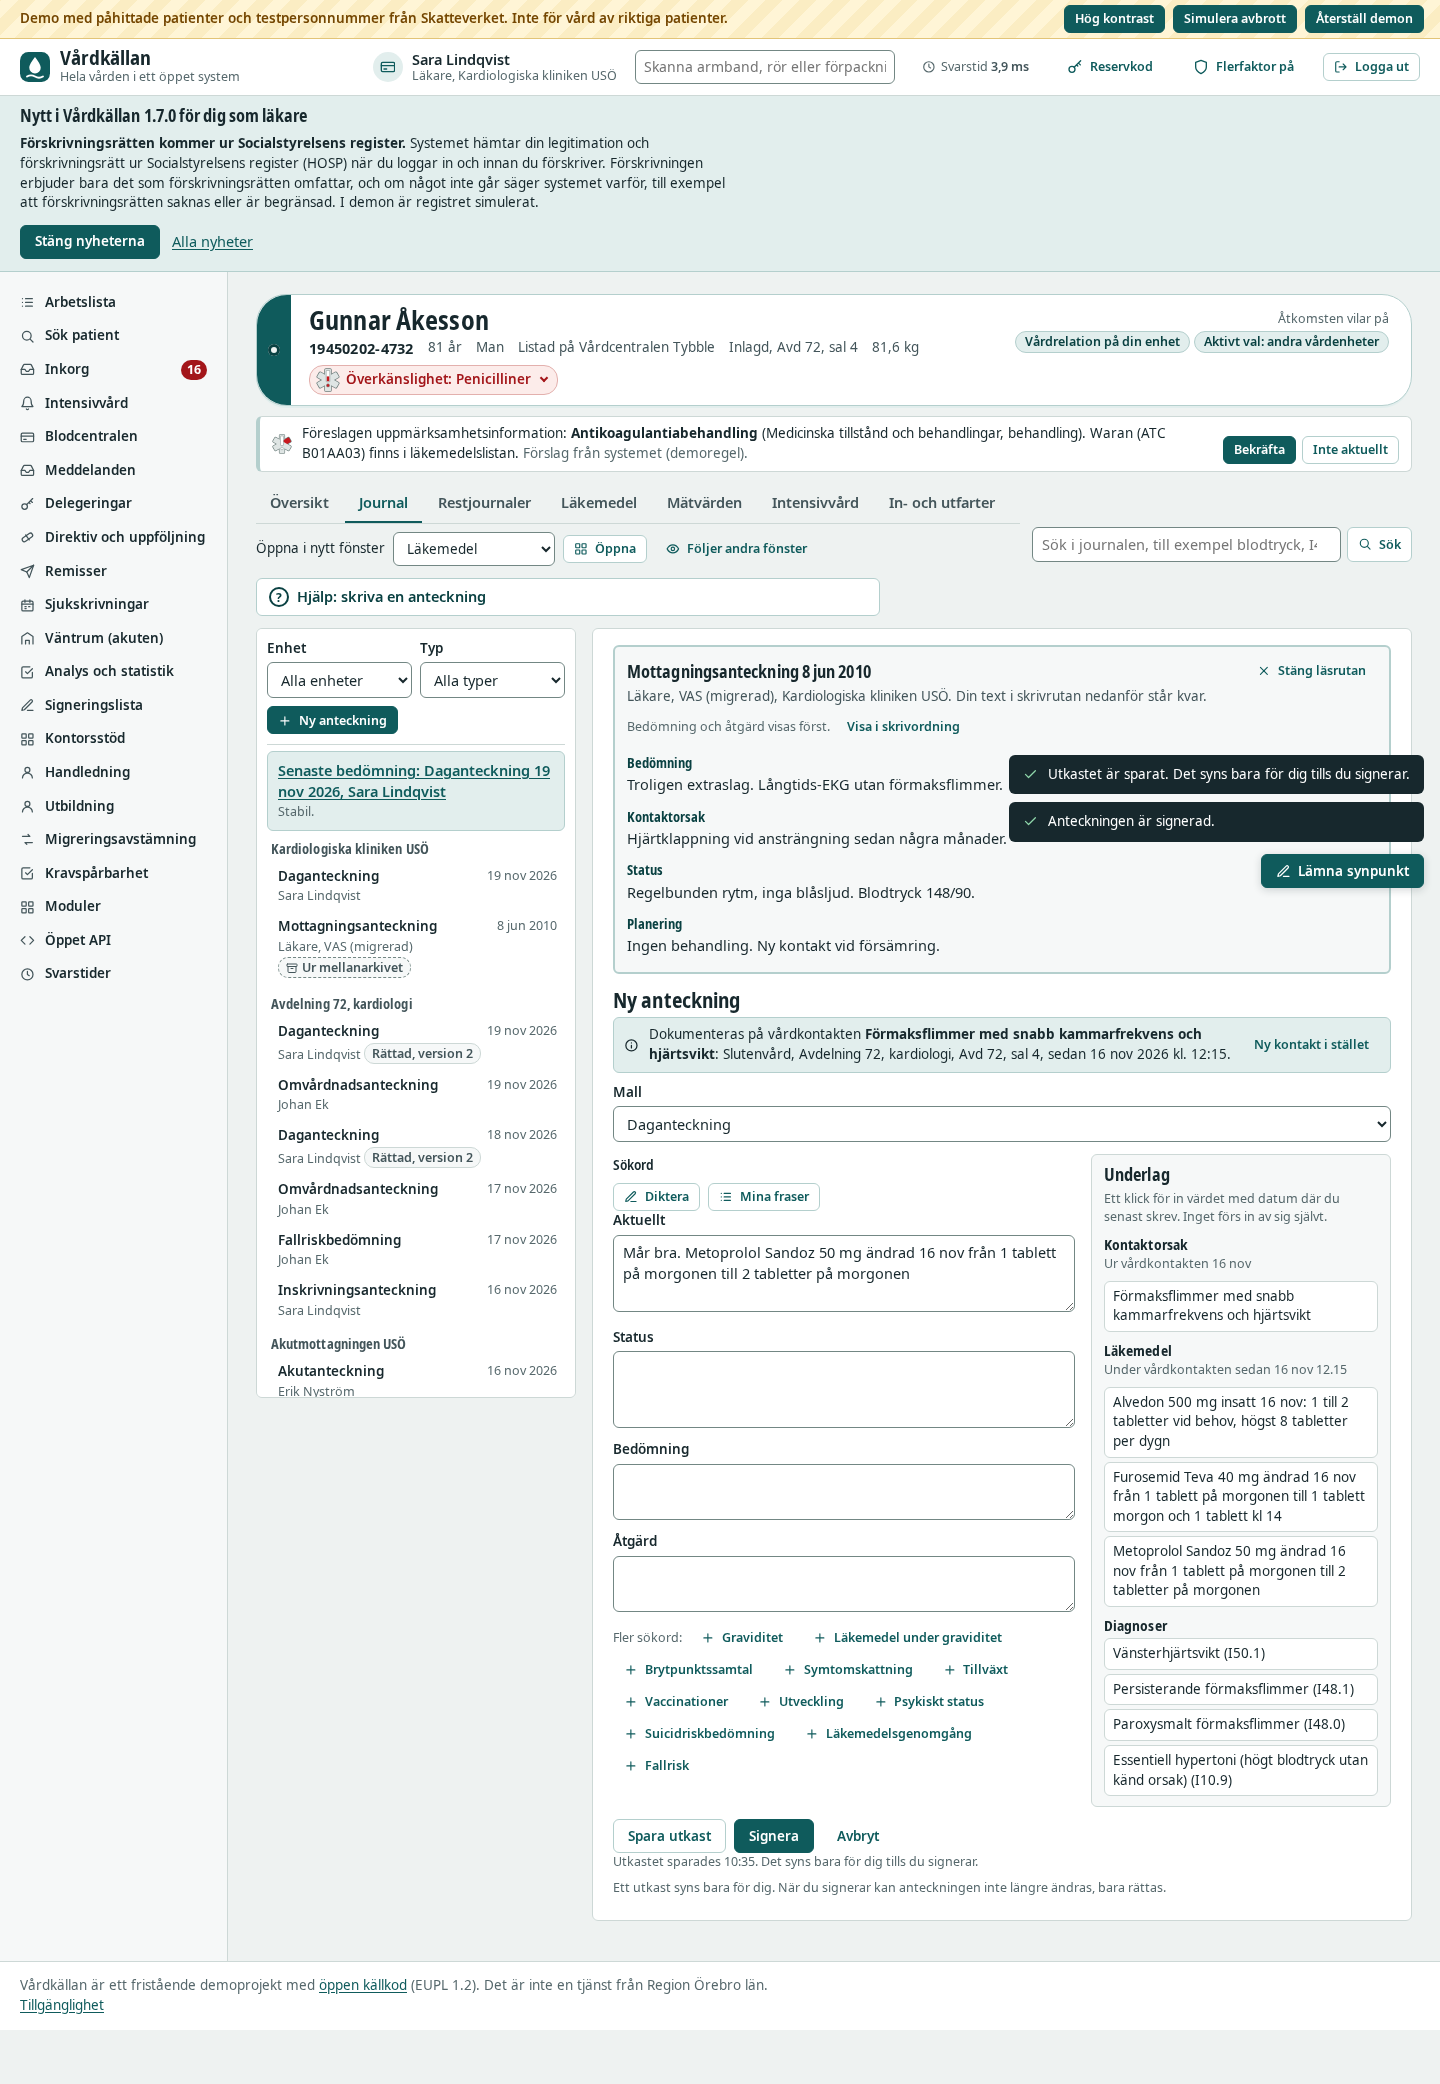 Demo med påhittade patienter och testpersonnummer från Skatteverket. Inte för vård av riktiga patienter.
Hög kontrast
Simulera avbrott
Återställ demon
Vårdkällan
Hela vården i ett öppet system
Sara Lindqvist
Läkare, Kardiologiska kliniken USÖ
Skanna armband, rör eller förpackni
Svarstid 3,9 ms
Reservkod
Flerfaktor på
Logga ut
Nytt i Vårdkällan 1.7.0 för dig som läkare
Förskrivningsrätten kommer ur Socialstyrelsens register. Systemet hämtar din legitimation och
förskrivningsrätt ur Socialstyrelsens register (HOSP) när du loggar in och innan du förskriver. Förskrivningen
erbjuder bara det som förskrivningsrätten omfattar, och om något inte går säger systemet varför, till exempel
att förskrivningsrätten saknas eller är begränsad. I demon är registret simulerat.
Stäng nyheterna
Alla nyheter
Arbetslista
Sök patient
Inkorg
16
Intensivvård
Blodcentralen
Meddelanden
Delegeringar
Direktiv och uppföljning
Remisser
Sjukskrivningar
Väntrum (akuten)
Analys och statistik
Signeringslista
Kontorsstöd
Handledning
Utbildning
Migreringsavstämning
Kravspårbarhet
Moduler
Öppet API
Svarstider
Gunnar Åkesson
19450202-4732 81 år Man Listad på Vårdcentralen Tybble Inlagd, Avd 72, sal 4 81,6 kg
Överkänslighet: Penicilliner
Åtkomsten vilar på
Vårdrelation på din enhet
Aktivt val: andra vårdenheter
Föreslagen uppmärksamhetsinformation: Antikoagulantiabehandling (Medicinska tillstånd och behandlingar, behandling). Waran (ATC
B01AA03) finns i läkemedelslistan. Förslag från systemet (demoregel).
Bekräfta
Inte aktuellt
Översikt
Journal
Restjournaler
Läkemedel
Mätvärden
Intensivvård
In- och utfarter
Öppna i nytt fönster
Läkemedel
Öppna
Följer andra fönster
Sök i journalen, till exempel blodtryck, I4
Sök
? Hjälp: skriva en anteckning
Enhet
Typ
Alla enheter
Alla typer
Ny anteckning
Senaste bedömning: Daganteckning 19
nov 2026, Sara Lindqvist
Stabil.
Kardiologiska kliniken USÖ
Daganteckning 19 nov 2026
Sara Lindqvist
Mottagningsanteckning 8 jun 2010
Läkare, VAS (migrerad)
Ur mellanarkivet
Avdelning 72, kardiologi
Daganteckning 19 nov 2026
Sara Lindqvist Rättad, version 2
Omvårdnadsanteckning 19 nov 2026
Johan Ek
Daganteckning 18 nov 2026
Sara Lindqvist Rättad, version 2
Omvårdnadsanteckning 17 nov 2026
Johan Ek
Fallriskbedömning 17 nov 2026
Johan Ek
Inskrivningsanteckning 16 nov 2026
Sara Lindqvist
Akutmottagningen USÖ
Akutanteckning 16 nov 2026
Erik Nyström
Mottagningsanteckning 8 jun 2010
Stäng läsrutan
Läkare, VAS (migrerad), Kardiologiska kliniken USÖ. Din text i skrivrutan nedanför står kvar.
Bedömning och åtgärd visas först.
Visa i skrivordning
Bedömning
Troligen extraslag. Långtids-EKG utan förmaksflimmer.
Kontaktorsak
Hjärtklappning vid ansträngning sedan några månader.
Status
Regelbunden rytm, inga blåsljud. Blodtryck 148/90.
Planering
Ingen behandling. Ny kontakt vid försämring.
Utkastet är sparat. Det syns bara för dig tills du signerar.
Anteckningen är signerad.
Lämna synpunkt
Ny anteckning
Dokumenteras på vårdkontakten Förmaksflimmer med snabb kammarfrekvens och
hjärtsvikt: Slutenvård, Avdelning 72, kardiologi, Avd 72, sal 4, sedan 16 nov 2026 kl. 12:15.
Ny kontakt i stället
Mall
Daganteckning
Sökord
Diktera
Mina fraser
Aktuellt
Mår bra. Metoprolol Sandoz 50 mg ändrad 16 nov från 1 tablett
på morgonen till 2 tabletter på morgonen
Status
Bedömning
Åtgärd
Fler sökord:
Graviditet
Läkemedel under graviditet
Brytpunktssamtal
Symtomskattning
Tillväxt
Vaccinationer
Utveckling
Psykiskt status
Suicidriskbedömning
Läkemedelsgenomgång
Fallrisk
Underlag
Ett klick för in värdet med datum där du
senast skrev. Inget förs in av sig självt.
Kontaktorsak
Ur vårdkontakten 16 nov
Förmaksflimmer med snabb
kammarfrekvens och hjärtsvikt
Läkemedel
Under vårdkontakten sedan 16 nov 12.15
Alvedon 500 mg insatt 16 nov: 1 till 2
tabletter vid behov, högst 8 tabletter
per dygn
Furosemid Teva 40 mg ändrad 16 nov
från 1 tablett på morgonen till 1 tablett
morgon och 1 tablett kl 14
Metoprolol Sandoz 50 mg ändrad 16
nov från 1 tablett på morgonen till 2
tabletter på morgonen
Diagnoser
Vänsterhjärtsvikt (I50.1)
Persisterande förmaksflimmer (I48.1)
Paroxysmalt förmaksflimmer (I48.0)
Essentiell hypertoni (högt blodtryck utan
känd orsak) (I10.9)
Spara utkast
Signera
Avbryt
Utkastet sparades 10:35. Det syns bara för dig tills du signerar.
Ett utkast syns bara för dig. När du signerar kan anteckningen inte längre ändras, bara rättas.
Vårdkällan är ett fristående demoprojekt med öppen källkod (EUPL 1.2). Det är inte en tjänst från Region Örebro län.
Tillgänglighet